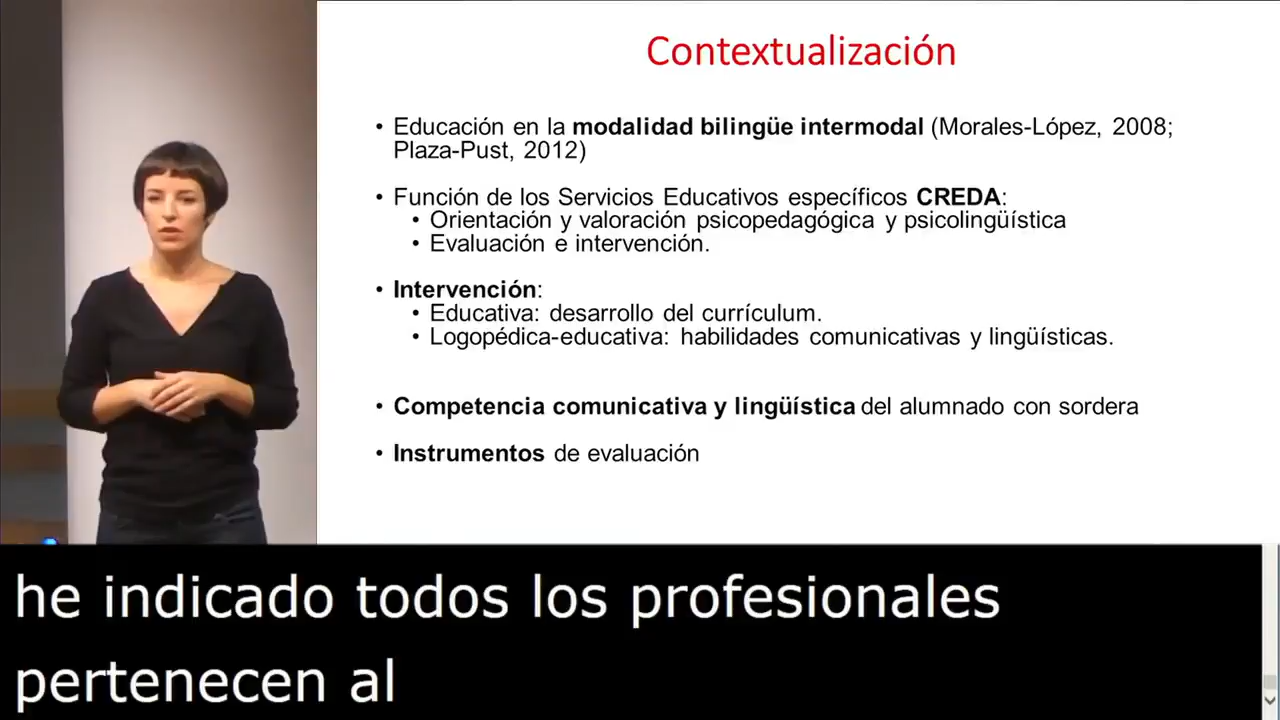 Contextualización
• Educación en la modalidad bilingüe intermodal (Morales-López, 2008;
Plaza-Pust, 2012)
• Función de los Servicios Educativos específicos CREDA:
• Orientación y valoración psicopedagógica y psicolingüística
• Evaluación e intervención.
• Intervención:
• Educativa: desarrollo del currículum.
• Logopédica-educativa: habilidades comunicativas y lingüísticas.
• Competencia comunicativa y lingüística del alumnado con sordera
• Instrumentos de evaluación
he indicado todos los profesionales
pertenecen al